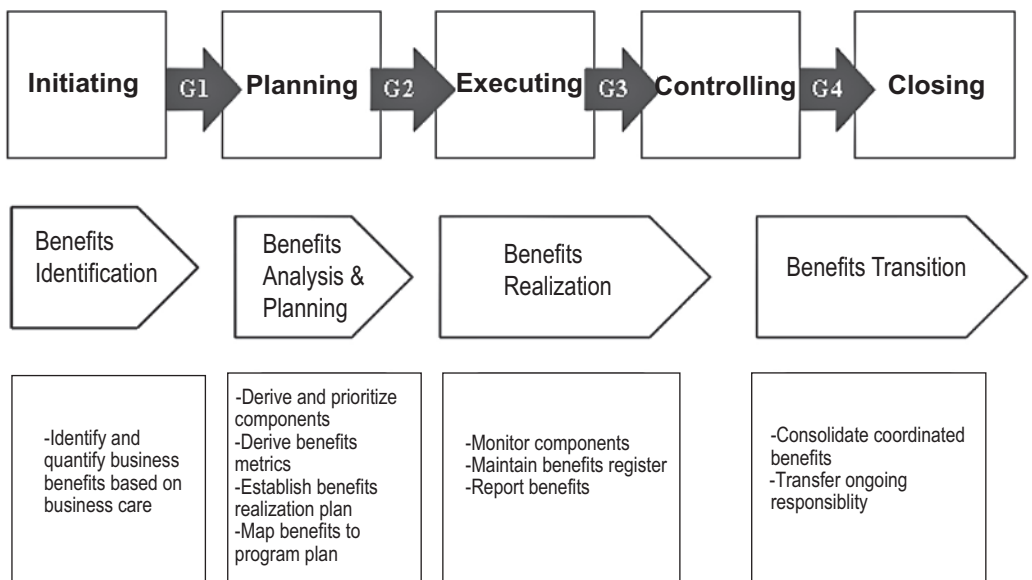 Initiating
G1
Planning
G2
Executing
G3
Controlling
G4
Closing
Benefits
Identification
Benefits
Analysis &
Planning
Benefits
Realization
Benefits Transition
-Identify and
quantify business
benefits based on
business care
-Derive and prioritize
components
-Derive benefits
metrics
-Establish benefits
realization plan
-Map benefits to
program plan
-Monitor components
-Maintain benefits register
-Report benefits
-Consolidate coordinated
benefits
-Transfer ongoing
responsiblity